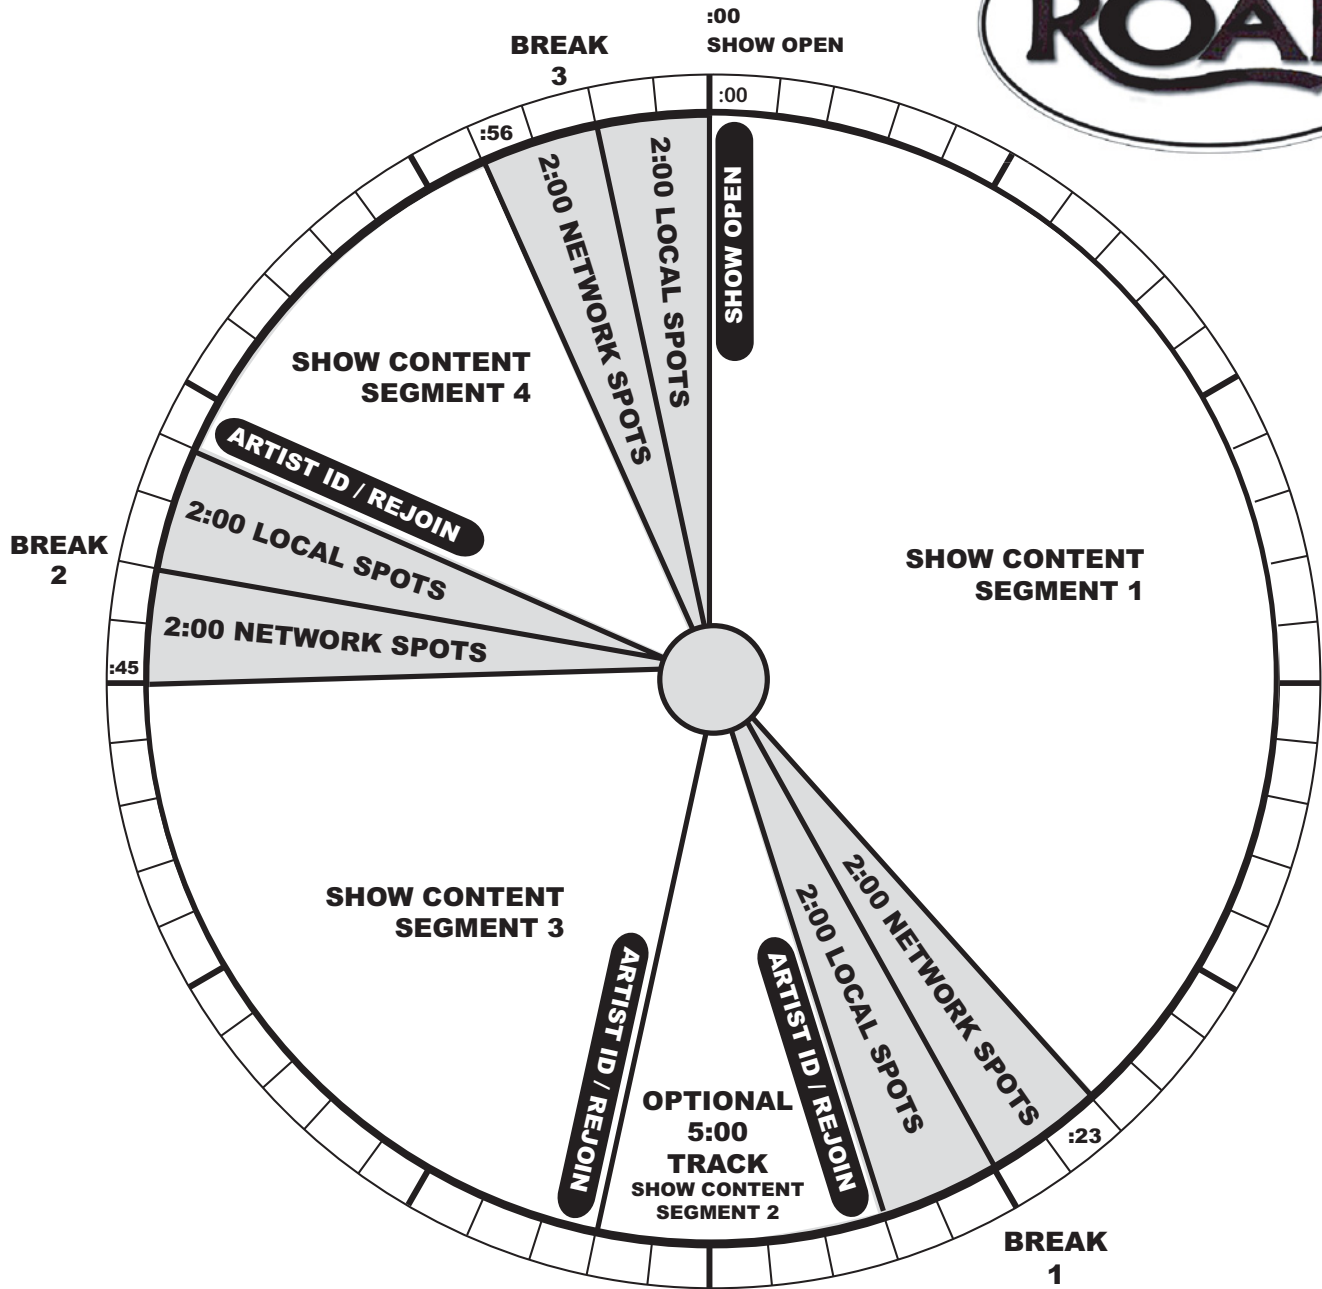 :00
SHOW OPEN
BREAK
3
:00
:56
2:00 NETWORK SPOTS
2:00 LOCAL SPOTS
SHOW OPEN
SHOW CONTENT
SEGMENT 4
ARTIST ID / REJOIN
2:00 LOCAL SPOTS
BREAK
2
2:00 NETWORK SPOTS
:45
SHOW CONTENT
SEGMENT 1
SHOW CONTENT
SEGMENT 3
ARTIST ID / REJOIN
OPTIONAL
5:00
TRACK
SHOW CONTENT
SEGMENT 2
ARTIST ID / REJOIN
2:00 LOCAL SPOTS
2:00 NETWORK SPOTS
:23
BREAK
1